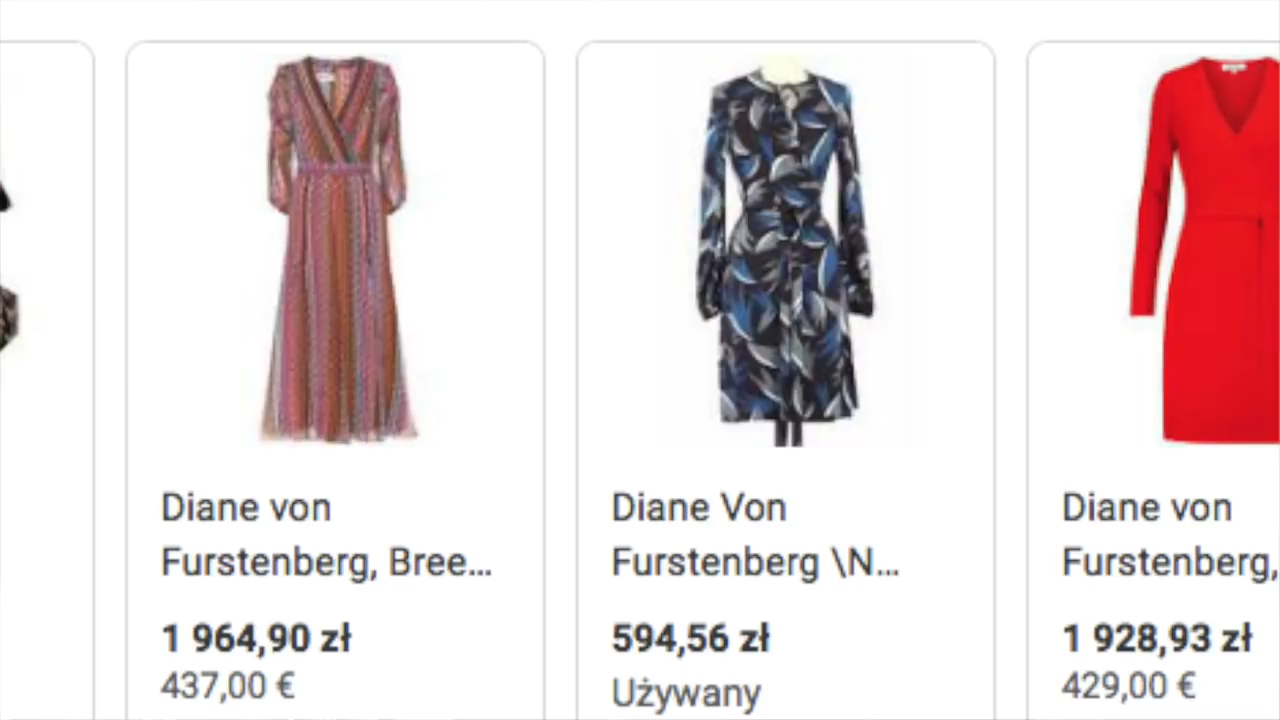 Diane von
Furstenberg, Bree...
1 964,90 zł
437,00 €
Diane Von
Furstenberg \N...
594,56 zł
Używany
Diane von
Furstenberg,
1 928,93 zł
429,00 €